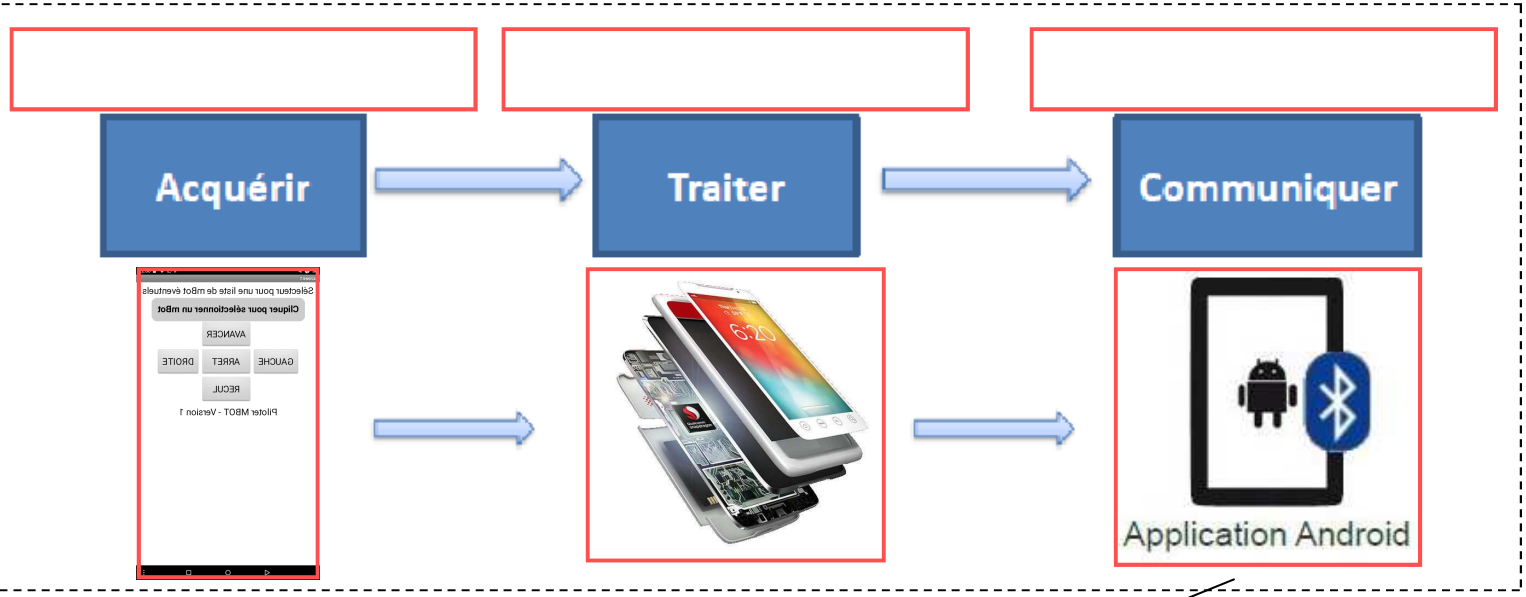 Acquérir
Traiter
Communiquer
Sélecteur pour une liste de mBot éventuels
Cliquer pour sélectionner un mBot
AVANCER
GAUCHE ARRET DROITE
RECUL
Piloter MBOT - Version 1
6:20
Application Android